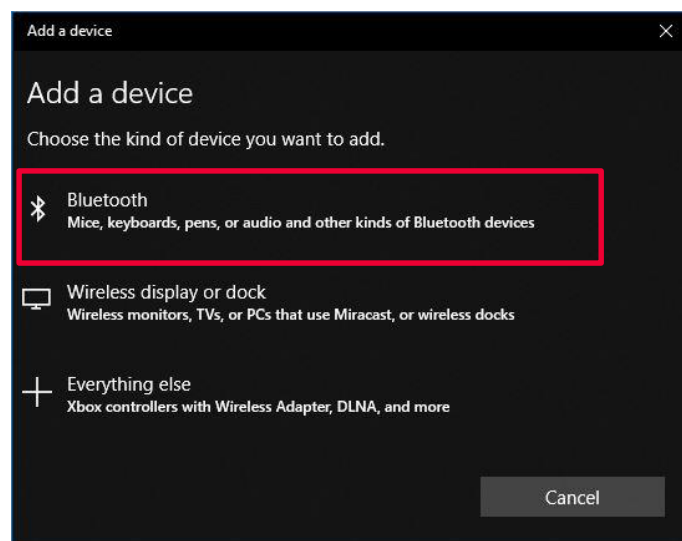 Add a device
Add a device
Choose the kind of device you want to add.
Bluetooth
Mice, keyboards, pens, or audio and other kinds of Bluetooth devices
Wireless display or dock
Wireless monitors, TVs, or PCs that use Miracast, or wireless docks
Everything else
Xbox controllers with Wireless Adapter, DLNA, and more
Cancel